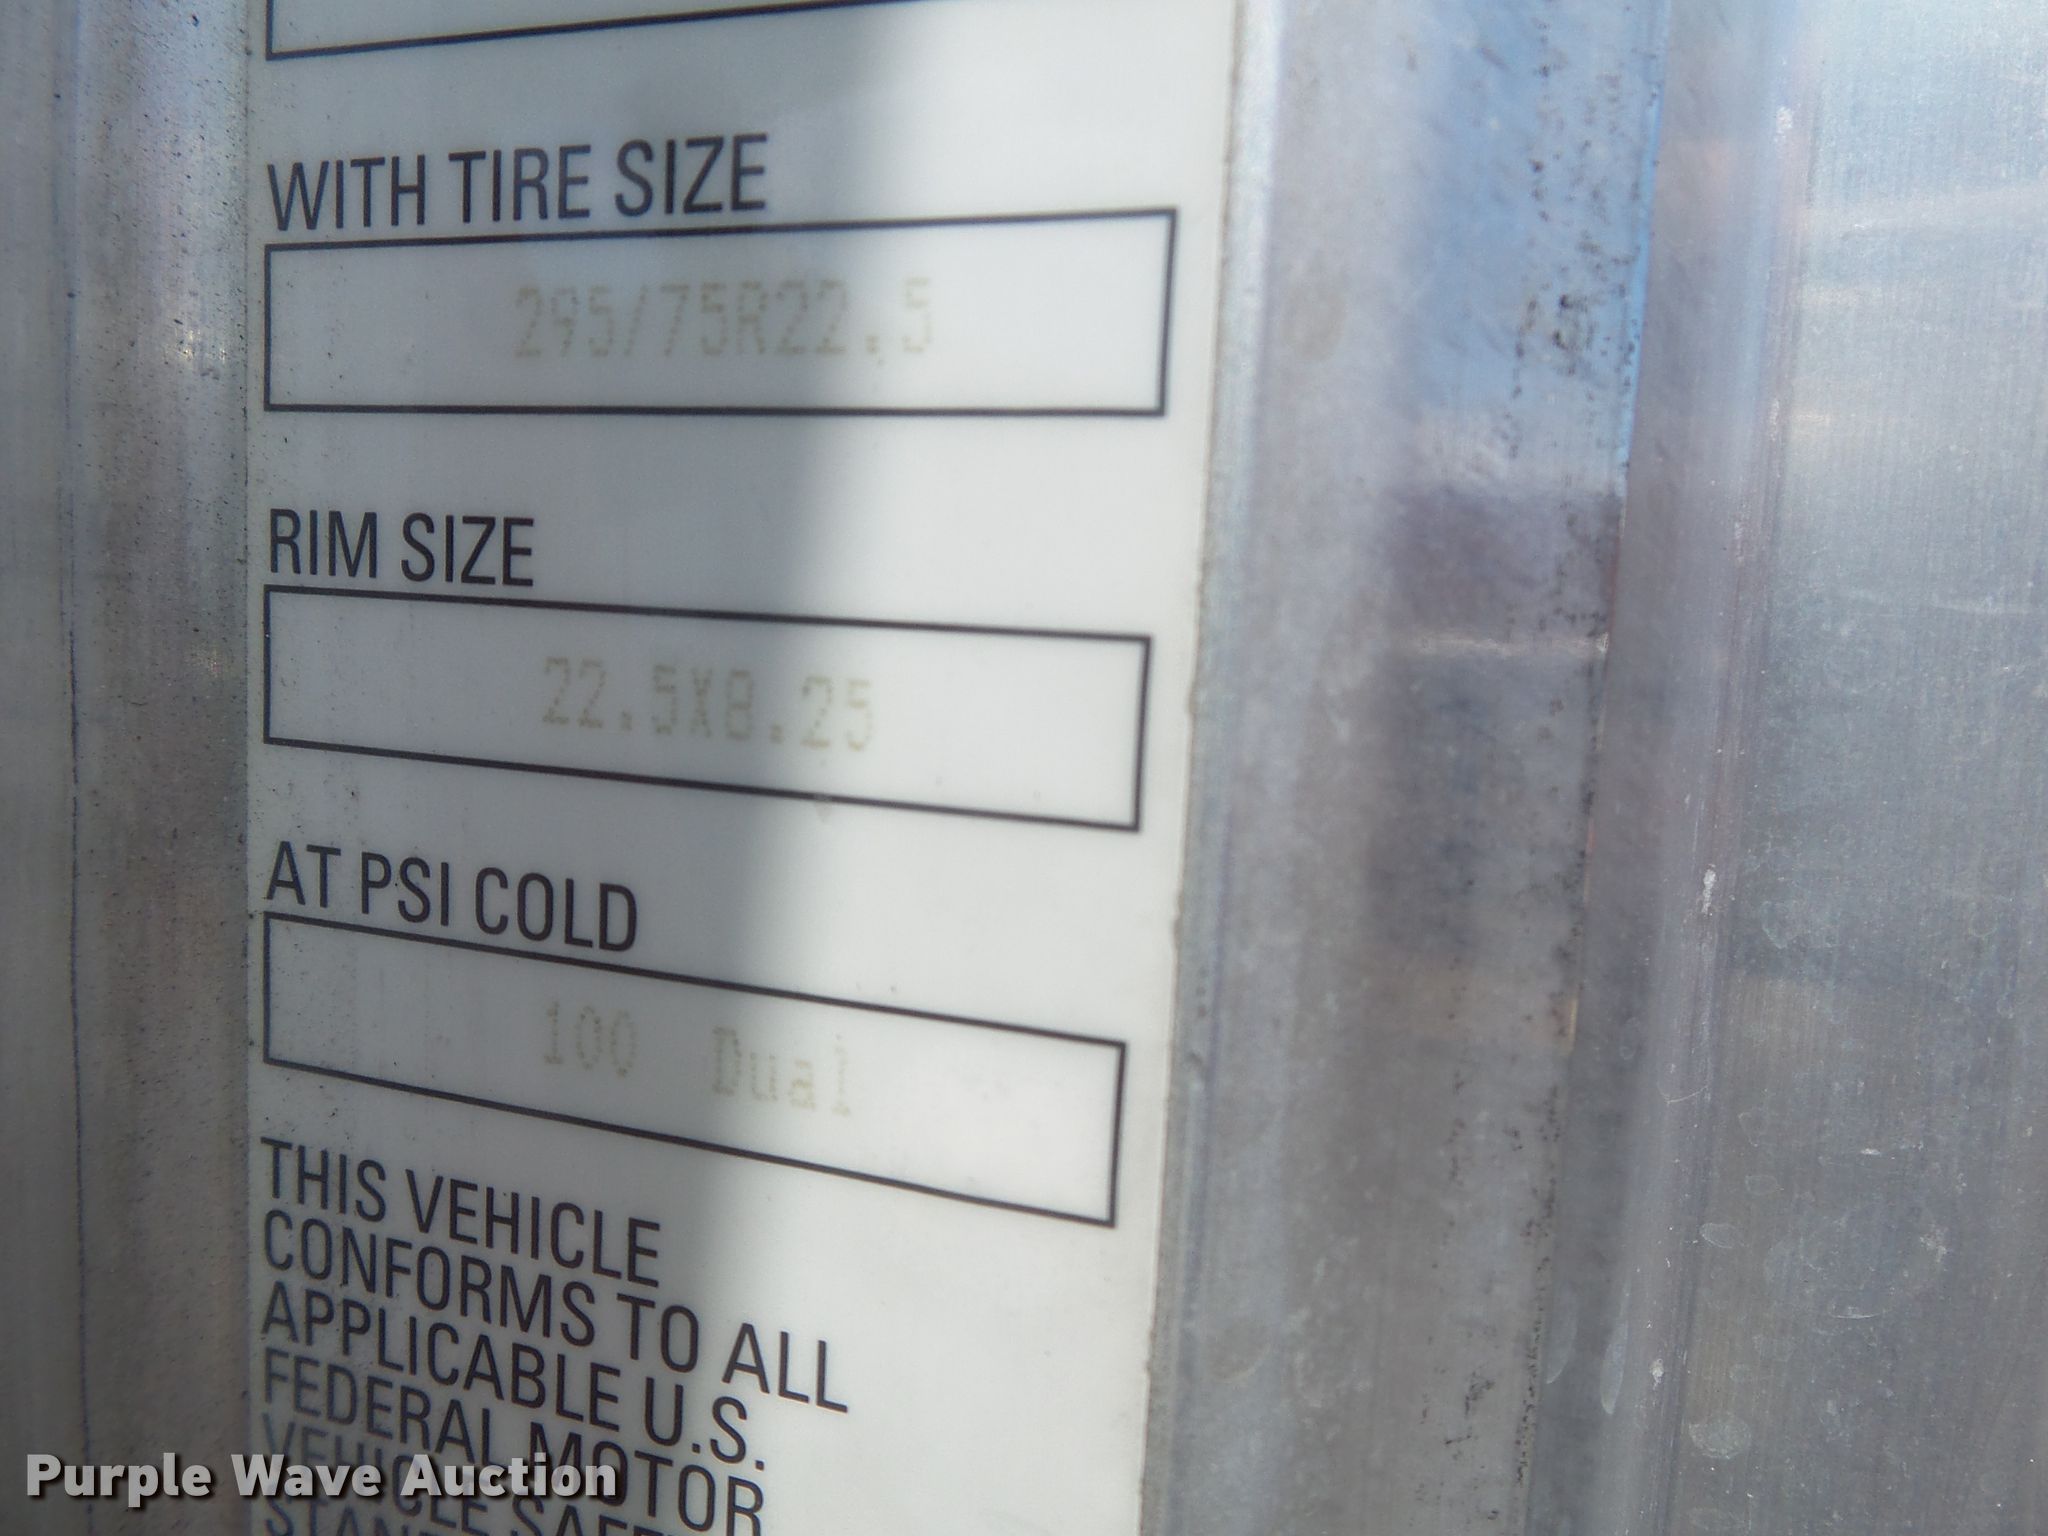 WITH TIRE SIZE
295/75R22.5
RIM SIZE
22.5X8.25
AT PSI COLD
100 Dual
THIS VEHICLE
CONFORMS TO ALL
APPLICABLE U.S.
FEDERAL MOTOR
VEHICLE
Purple Wave Auction